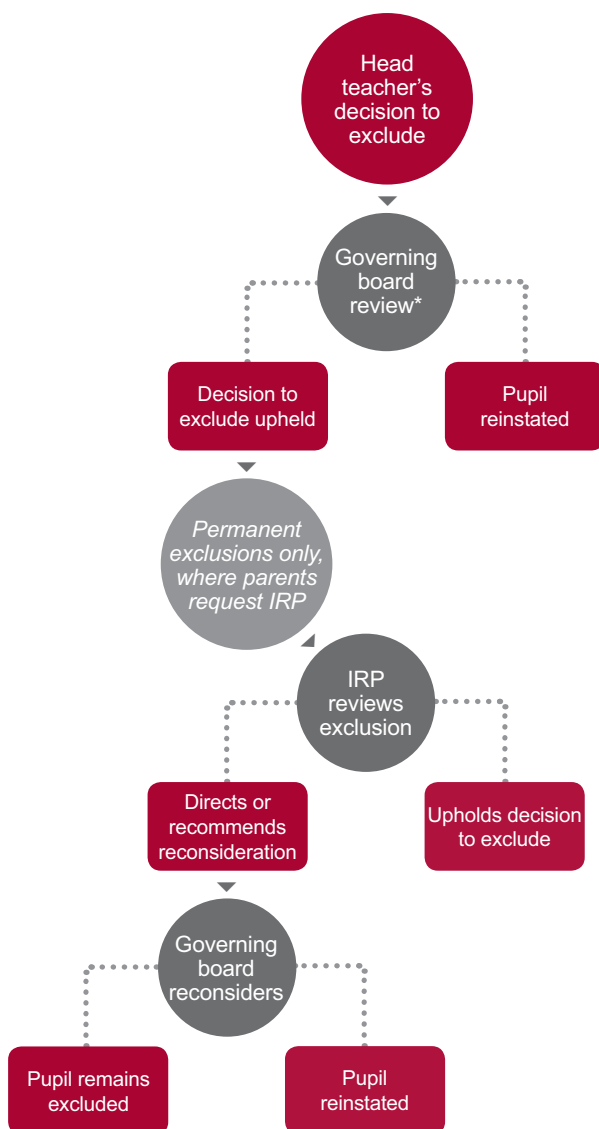 Head
teacher’s
decision to
exclude
Governing
board
review*
Decision to
exclude upheld
Pupil
reinstated
Permanent
exclusions only,
where parents
request IRP
IRP
reviews
exclusion
Directs or
recommends
reconsideration
Upholds decision
to exclude
Governing
board
reconsiders
Pupil remains
excluded
Pupil
reinstated